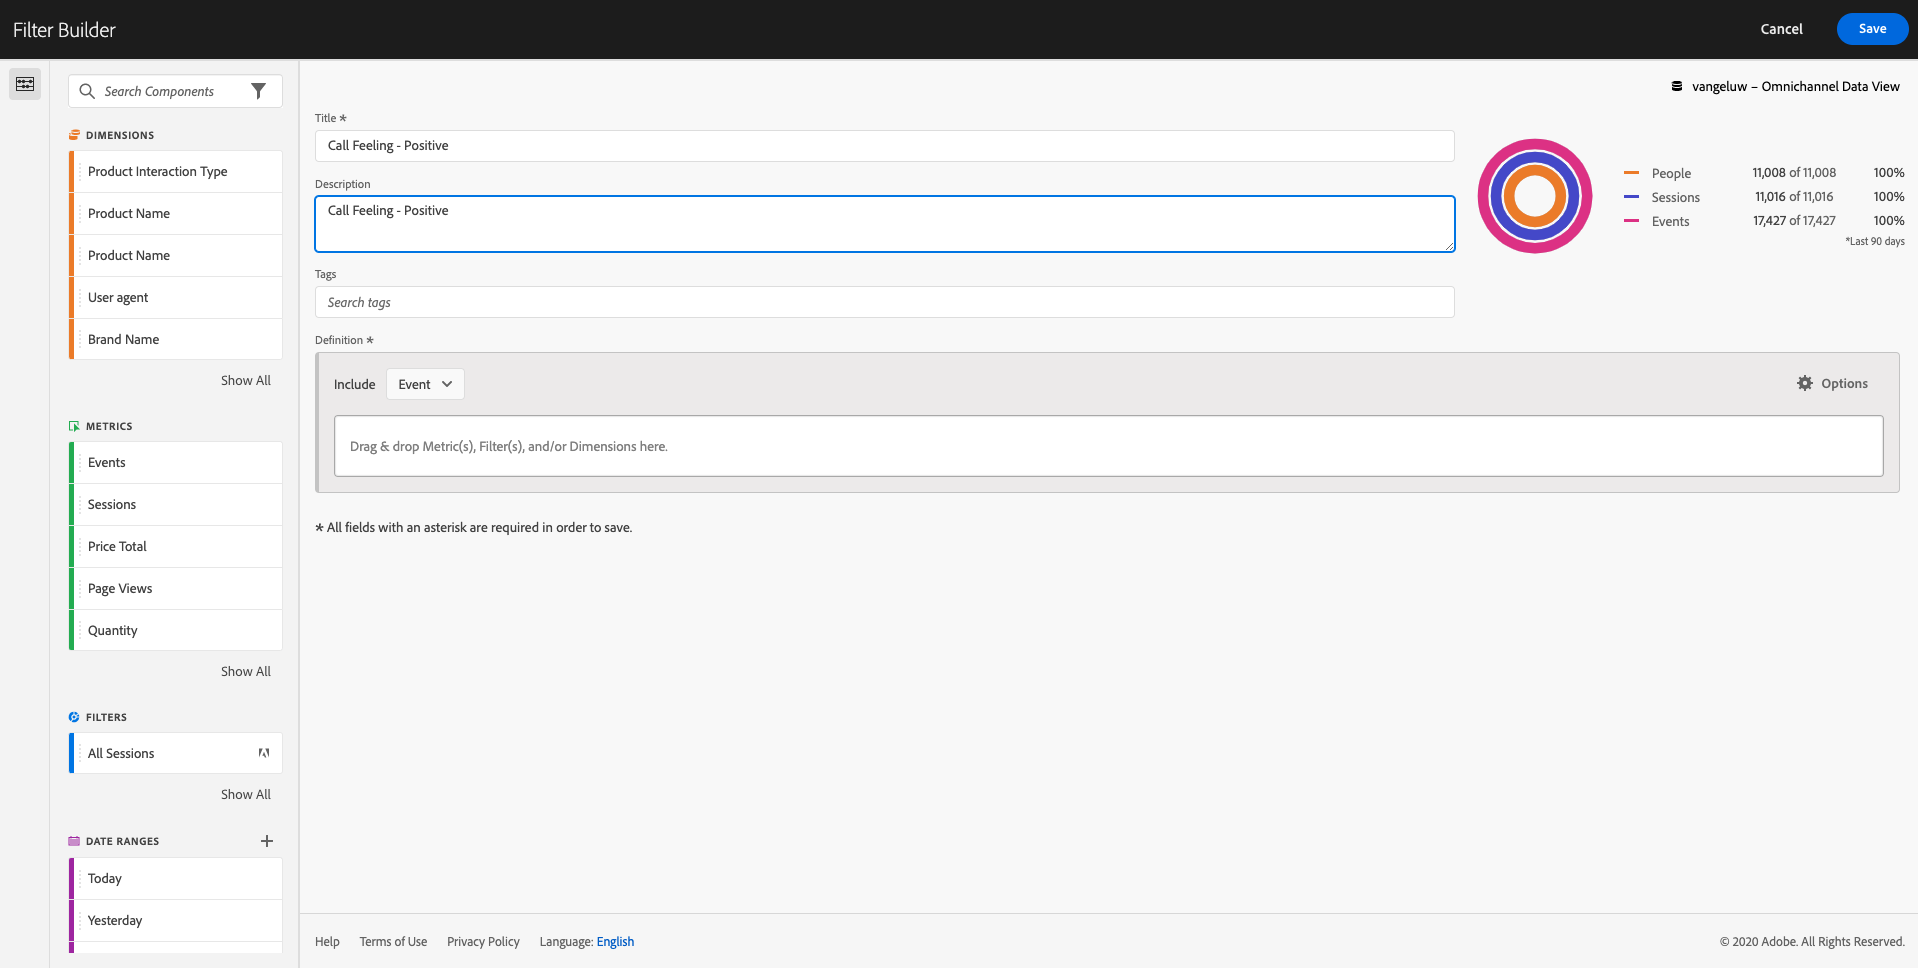 Filter Builder
Cancel
Save
Search Components
vangeluw – Omnichannel Data View
DIMENSIONS
Product Interaction Type
Product Name
Product Name
User agent
Brand Name
Show All
METRICS
Events
Sessions
Price Total
Page Views
Quantity
Show All
FILTERS
All Sessions
Show All
DATE RANGES
Today
Yesterday
Title *
Call Feeling - Positive
Description
Call Feeling - Positive
Tags
Search tags
People 11,008 of 11,008 100%
Sessions 11,016 of 11,016 100%
Events 17,427 of 17,427 100%
*Last 90 days
Definition *
Include Event
Options
Drag & drop Metric(s), Filter(s), and/or Dimensions here.
* All fields with an asterisk are required in order to save.
Help Terms of Use Privacy Policy Language: English
© 2020 Adobe. All Rights Reserved.